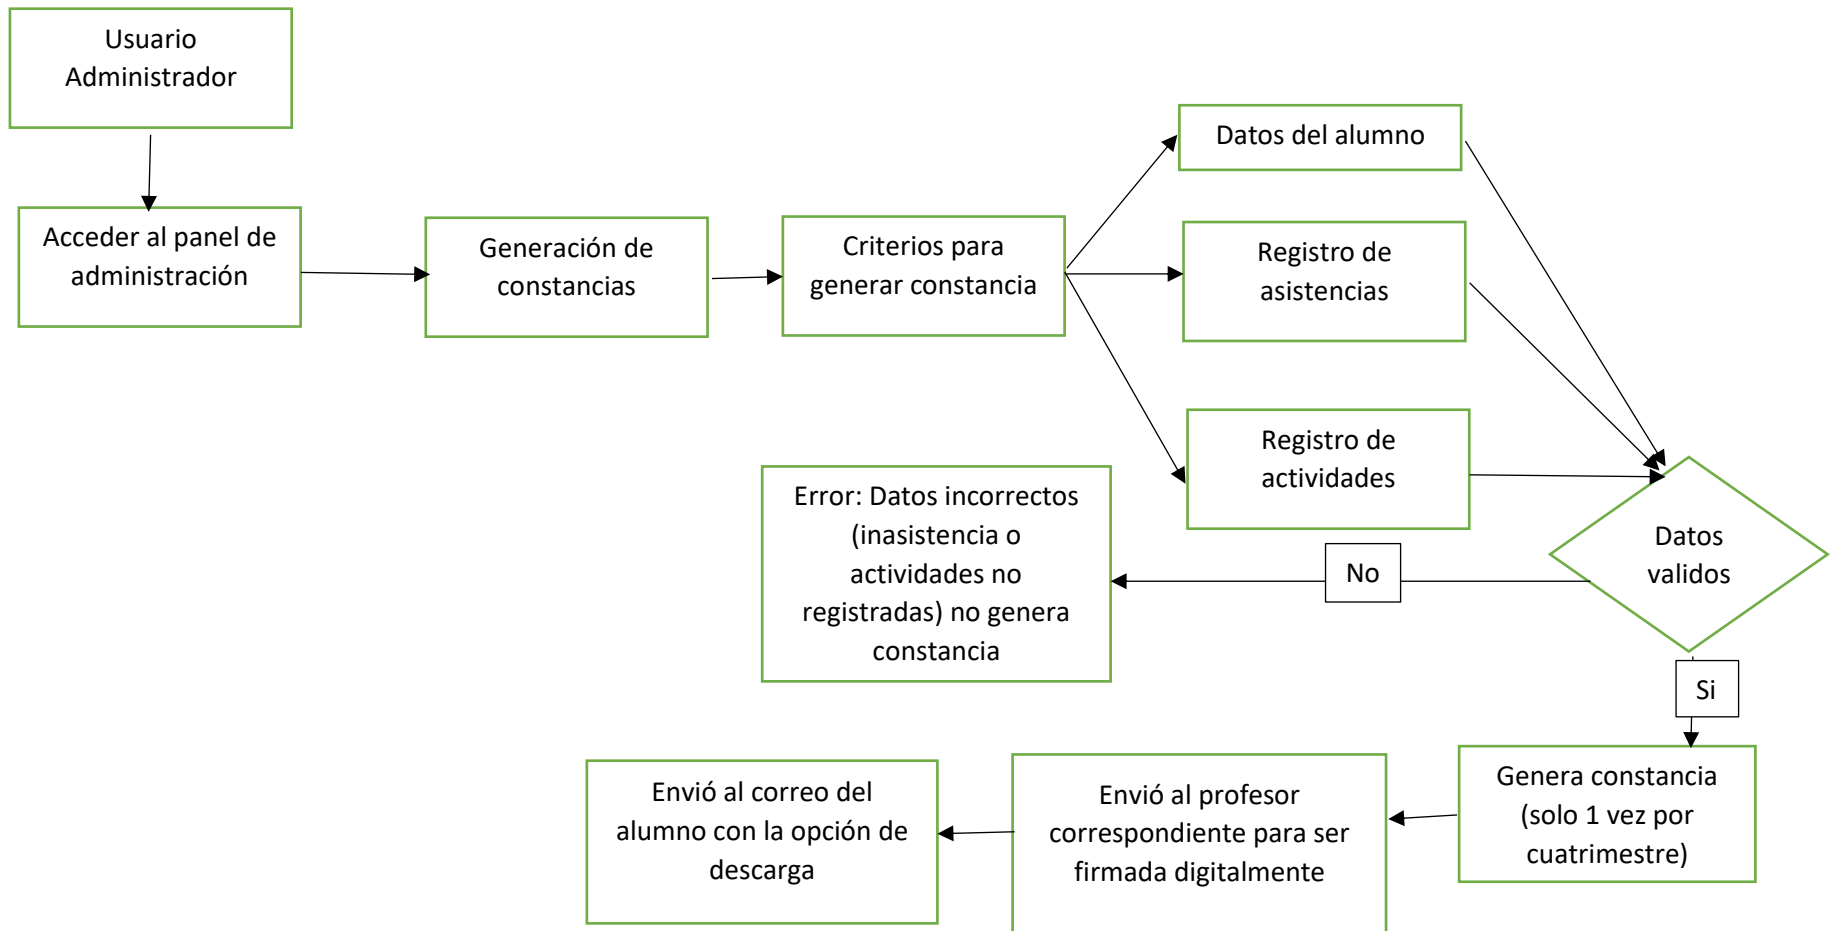 Usuario
Administrador
Acceder al panel de
administración
Generación de
constancias
Criterios para
generar constancia
Datos del alumno
Registro de
asistencias
Registro de
actividades
Datos
validos
No
Error: Datos incorrectos
(inasistencia o
actividades no
registradas) no genera
constancia
Si
Genera constancia
(solo 1 vez por
cuatrimestre)
Envió al profesor
correspondiente para ser
firmada digitalmente
Envió al correo del
alumno con la opción de
descarga